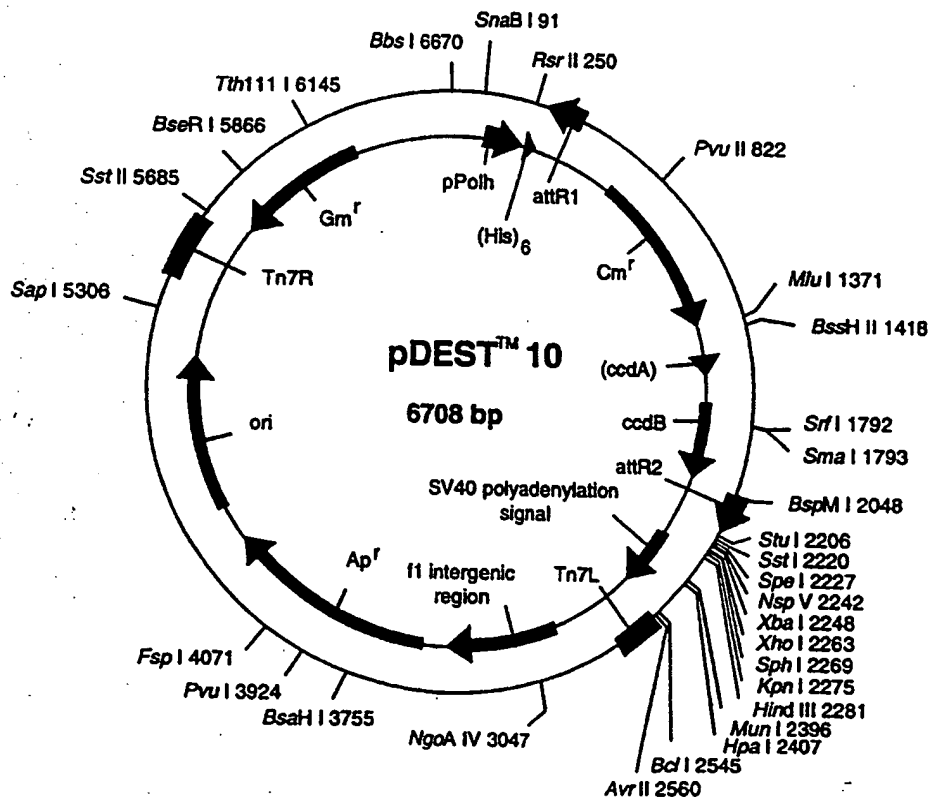 SnaB I 91
Bbs I 6670
Rsr II 250
Tth111 I 6145
BseR I 5866
Pvu II 822
Sst II 5685
pPolh
attR1
Gmr
(His)6
Cmr
Tn7R
Mlu I 1371
Sap I 5306
BssH II 1418
pDEST™ 10
(ccdA)
6708 bp
ori
ccdB
Srf I 1792
Sma I 1793
attR2
SV40 polyadenylation
signal
BspM I 2048
Stu I 2206
Sst I 2220
Spe I 2227
Nsp V 2242
Xba I 2248
Xho I 2263
Sph I 2269
Kpn I 2275
Hind III 2281
Mun I 2396
Hpa I 2407
Bcl I 2545
Avr II 2560
Apr
f1 intergenic
region
Tn7L
Fsp I 4071
Pvu I 3924
BsaH I 3755
NgoA IV 3047